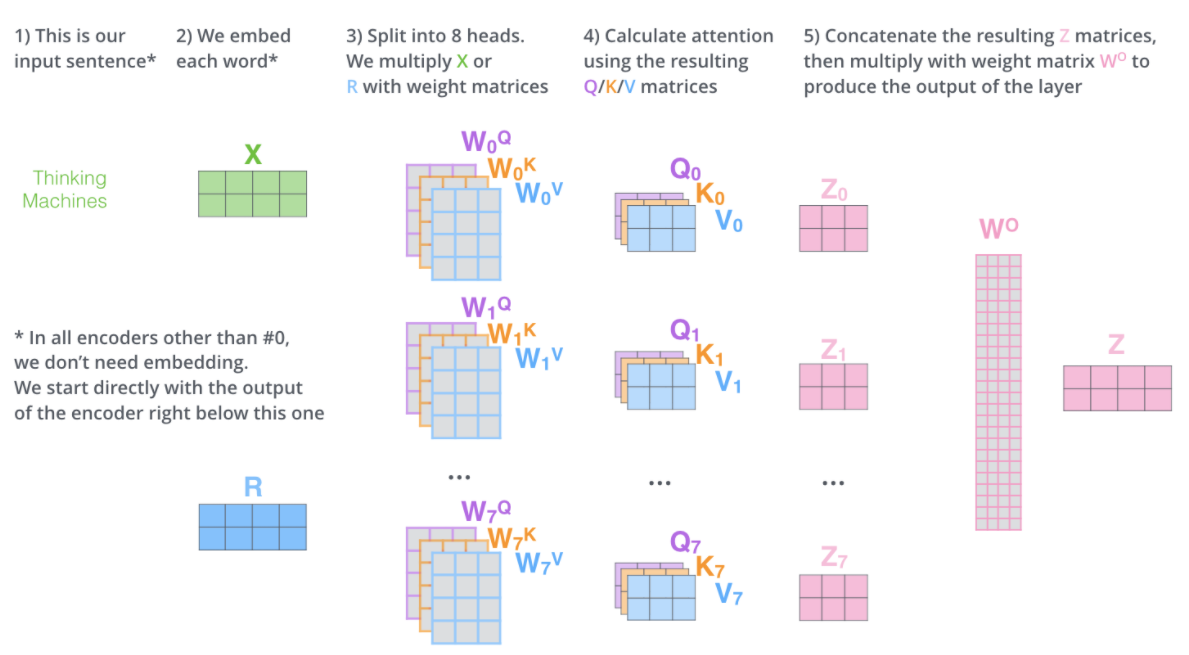 1) This is our
input sentence*
2) We embed
each word*
3) Split into 8 heads.
We multiply X or
R with weight matrices
4) Calculate attention
using the resulting
Q/K/V matrices
5) Concatenate the resulting Z matrices,
then multiply with weight matrix Wᴼ to
produce the output of the layer
Thinking
Machines
X
W₀Q
W₀K
W₀V
Q₀
K₀
V₀
Z₀
Wᴼ
* In all encoders other than #0,
we don’t need embedding.
We start directly with the output
of the encoder right below this one
W₁Q
W₁K
W₁V
Q₁
K₁
V₁
Z₁
Z
...
...
...
R
W₇Q
W₇K
W₇V
Q₇
K₇
V₇
Z₇